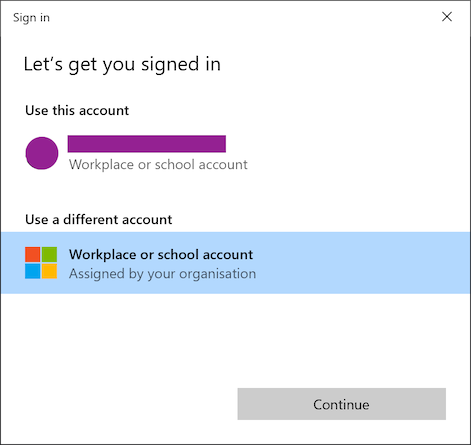 Sign in
Let's get you signed in
Use this account
Workplace or school account
Use a different account
Workplace or school account
Assigned by your organisation
Continue